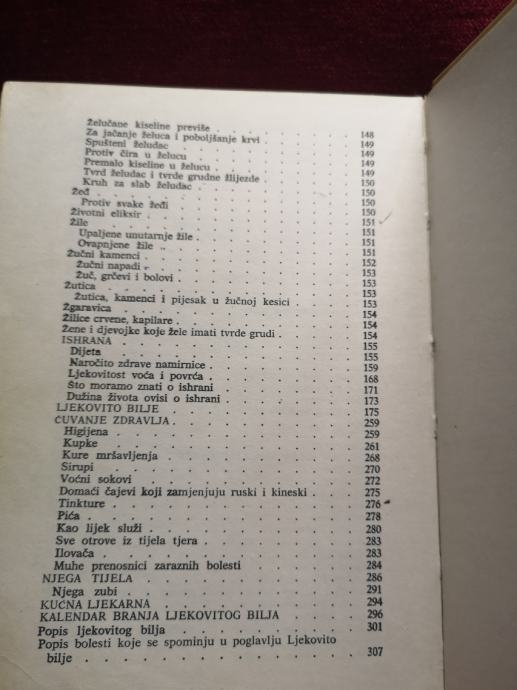 Želučane kiseline previše . . . . . . . . 148
Za jačanje želuca i poboljšanje krvi . . . . . 149
Spušteni želudac . . . . . . . . 149
Protiv čira u želucu . . . . . . . . 149
Premalo kiseline u želucu . . . . . . . 149
Tvrd želudac i tvrde grudne žlijezde . . . . . 150
Kruh za slab želudac . . . . . . . . 150
Žeđ . . . . . . . . . . 150
Protiv svake žeđi . . . . . . . . 150
Životni eliksir . . . . . . . . . 151
Žile . . . . . . . . . . 151
Upaljene unutarnje žile . . . . . . . . 151
Ovapnjene žile . . . . . . . . . 151
Žučni kamenci . . . . . . . . . 152
Žučni napadi . . . . . . . . . 153
Žuč, grčevi i bolovi . . . . . . . . 153
Žutica . . . . . . . . . . 153
Žutica, kamenci i pijesak u žučnoj kesici . . . . 153
Žgaravica . . . . . . . . . 154
Žilice crvene, kapilare . . . . . . . . 154
Žene i djevojke koje žele imati tvrde grudi . . . . 154
ISHRANA . . . . . . . . . 155
Dijeta . . . . . . . . . 155
Naročito zdrave namirnice . . . . . . . 159
Ljekovitost voća i povrća . . . . . . . 168
Što moramo znati o ishrani . . . . . . . 171
Dužina života ovisi o ishrani . . . . . . 173
LJEKOVITO BILJE . . . . . . . . 175
ČUVANJE ZDRAVLJA . . . . . . . . 259
Higijena . . . . . . . . . 259
Kupke . . . . . . . . . 261
Kure mršavljenja . . . . . . . . 268
Sirupi . . . . . . . . . 270
Voćni sokovi . . . . . . . . 272
Domaći čajevi koji zamjenjuju ruski i kineski . . . 275
Tinkture . . . . . . . . . 276
Pića . . . . . . . . . 278
Kao lijek služi . . . . . . . . 280
Sve otrove iz tijela tjera . . . . . . . 283
Ilovača . . . . . . . . . 283
Muhe prenosnici zaraznih bolesti . . . . . . 284
NJEGA TIJELA . . . . . . . . 286
Njega zubi . . . . . . . . . 291
KUĆNA LJEKARNA . . . . . . . . 294
KALENDAR BRANJA LJEKOVITOG BILJA . . . . 296
Popis ljekovitog bilja . . . . . . . . 301
Popis bolesti koje se spominju u poglavlju Ljekovito
bilje . . . . . . . . . 307